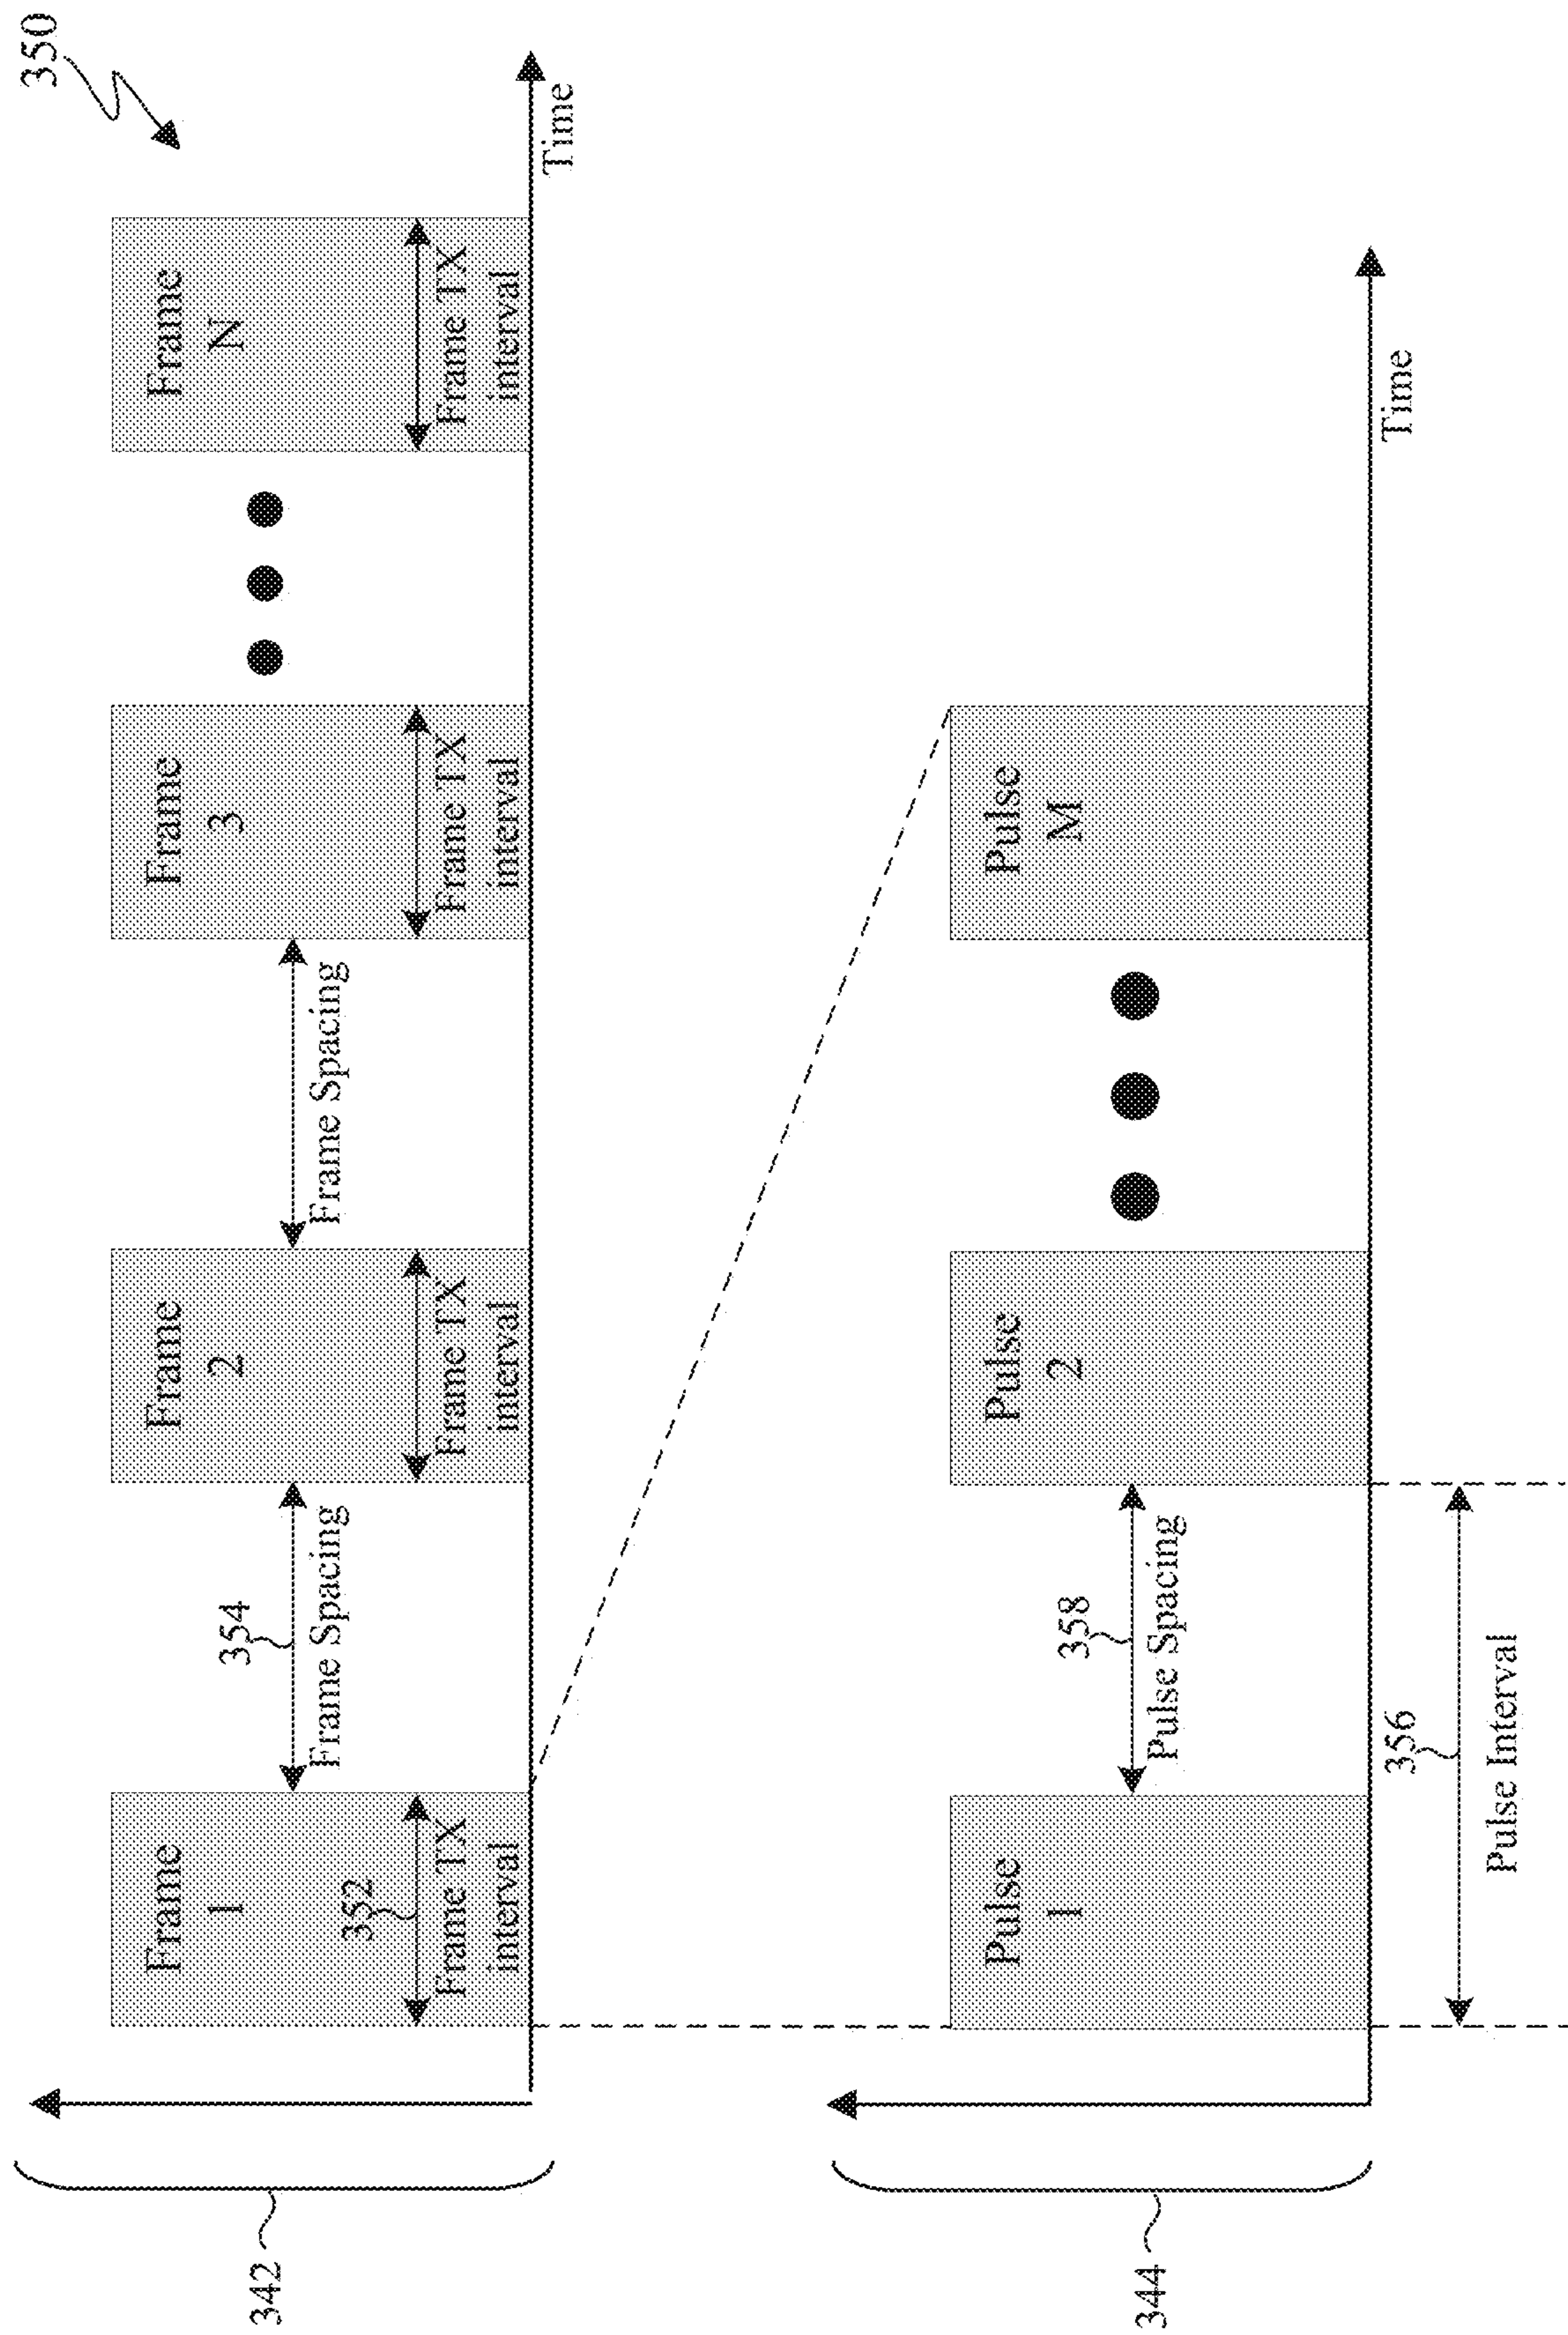 350
342
Frame
1
352
Frame TX
interval
354
Frame Spacing
Frame
2
Frame TX
interval
Frame Spacing
Frame
3
Frame TX
interval
Frame
N
Frame TX
interval
Time
344
Pulse
1
358
Pulse Spacing
Pulse
2
Pulse
M
Time
356
Pulse Interval